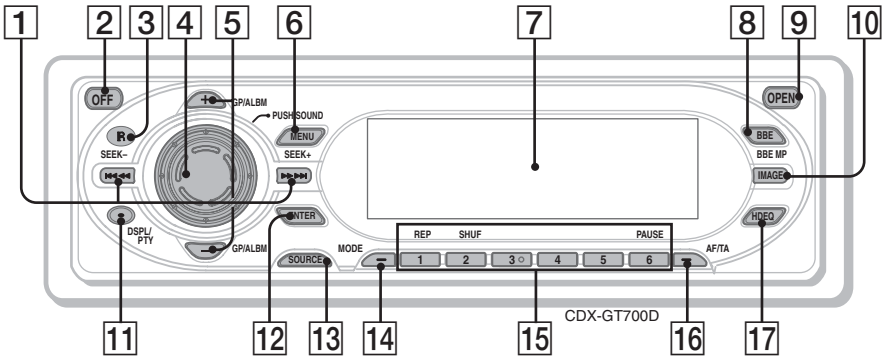 1 2 3 4 5 6 7 8 9 10
OFF
+
GP/ALBM
OPEN
PUSH SOUND
R
MENU
BBE
SEEK–
SEEK+
BBE MP
IMAGE
ENTER
HDEQ
DSPL/
PTY
–
GP/ALBM
MODE
REP SHUF PAUSE
AF/TA
SOURCE
1 2 3 4 5 6
CDX-GT700D
11 12 13 14 15 16 17